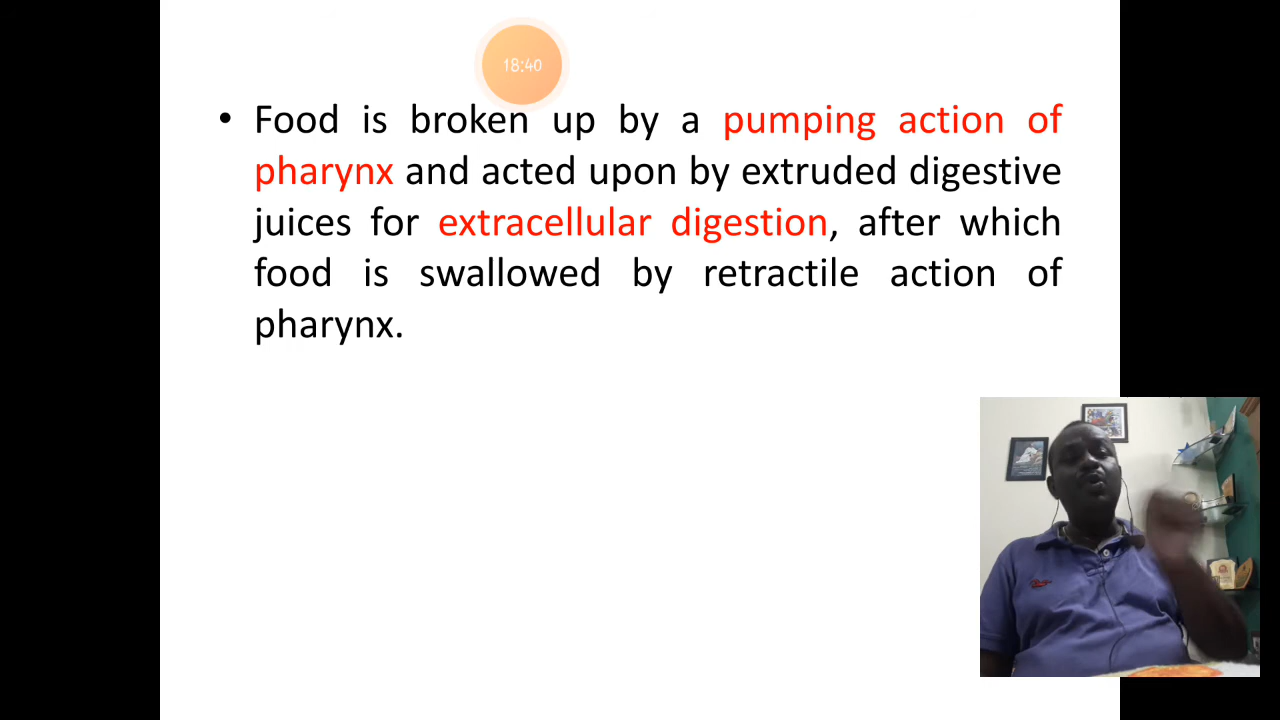 18:40
• Food is broken up by a pumping action of
pharynx and acted upon by extruded digestive
juices for extracellular digestion, after which
food is swallowed by retractile action of
pharynx.